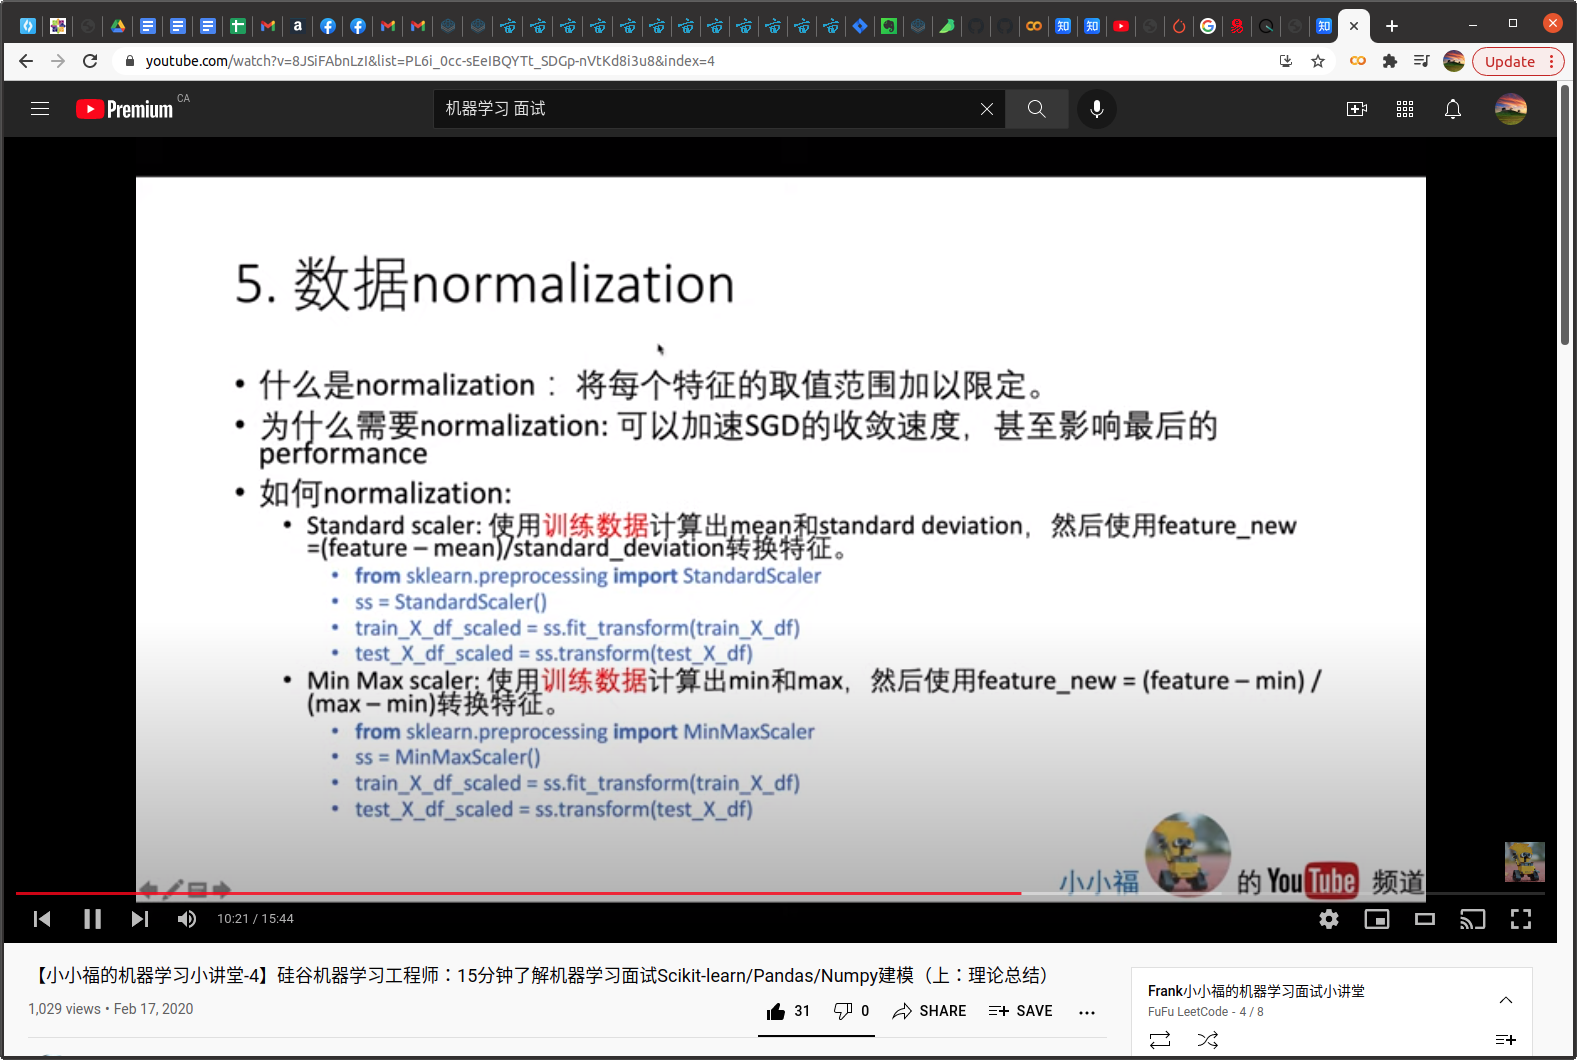 youtube.com/watch?v=8JSiFAbnLzI&list=PL6i_0cc-sEeIBQYTt_SDGp-nVtKd8i3u8&index=4
Update
Premium CA
机器学习 面试
5. 数据normalization
• 什么是normalization ： 将每个特征的取值范围加以限定。
• 为什么需要normalization: 可以加速SGD的收敛速度，甚至影响最后的
performance
• 如何normalization:
• Standard scaler: 使用训练数据计算出mean和standard deviation，然后使用feature_new
=(feature – mean)/standard_deviation转换特征。
• from sklearn.preprocessing import StandardScaler
• ss = StandardScaler()
• train_X_df_scaled = ss.fit_transform(train_X_df)
• test_X_df_scaled = ss.transform(test_X_df)
• Min Max scaler: 使用训练数据计算出min和max，然后使用feature_new = (feature – min) /
(max – min)转换特征。
• from sklearn.preprocessing import MinMaxScaler
• ss = MinMaxScaler()
• train_X_df_scaled = ss.fit_transform(train_X_df)
• test_X_df_scaled = ss.transform(test_X_df)
小小福 的 YouTube 频道
10:21 / 15:44
【小小福的机器学习小讲堂-4】硅谷机器学习工程师：15分钟了解机器学习面试Scikit-learn/Pandas/Numpy建模（上：理论总结）
1,029 views • Feb 17, 2020
31 0 SHARE SAVE
Frank小小福的机器学习面试小讲堂
FuFu LeetCode - 4 / 8